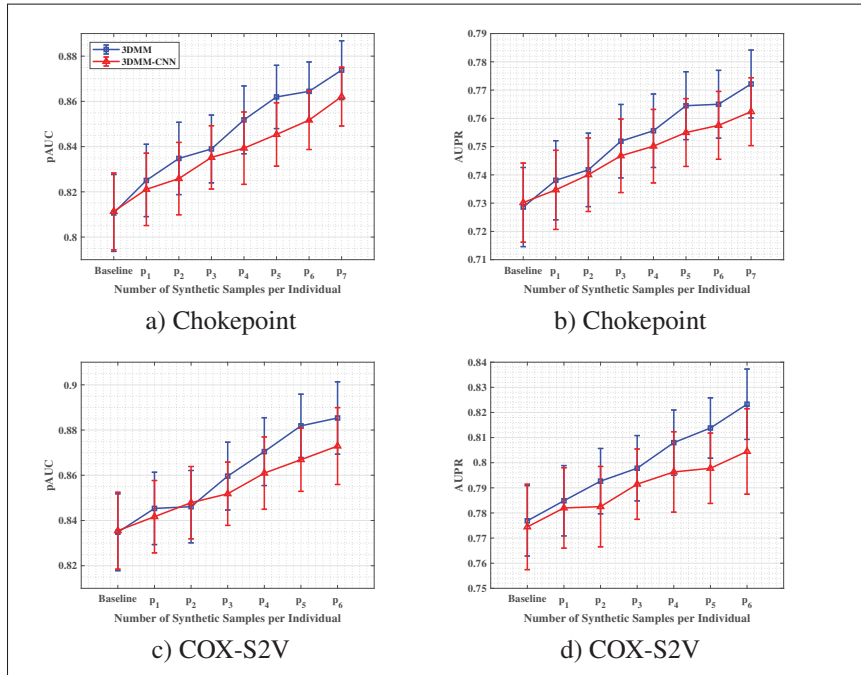 3DMM
3DMM-CNN
0.88
0.86
0.84
0.82
0.8
pAUC
Baseline p1 p2 p3 p4 p5 p6 p7
Number of Synthetic Samples per Individual
a) Chokepoint
0.79
0.78
0.77
0.76
0.75
0.74
0.73
0.72
0.71
AUPR
Baseline p1 p2 p3 p4 p5 p6 p7
Number of Synthetic Samples per Individual
b) Chokepoint
0.9
0.88
0.86
0.84
0.82
pAUC
Baseline p1 p2 p3 p4 p5 p6
Number of Synthetic Samples per Individual
c) COX-S2V
0.84
0.83
0.82
0.81
0.8
0.79
0.78
0.77
0.76
0.75
AUPR
Baseline p1 p2 p3 p4 p5 p6
Number of Synthetic Samples per Individual
d) COX-S2V